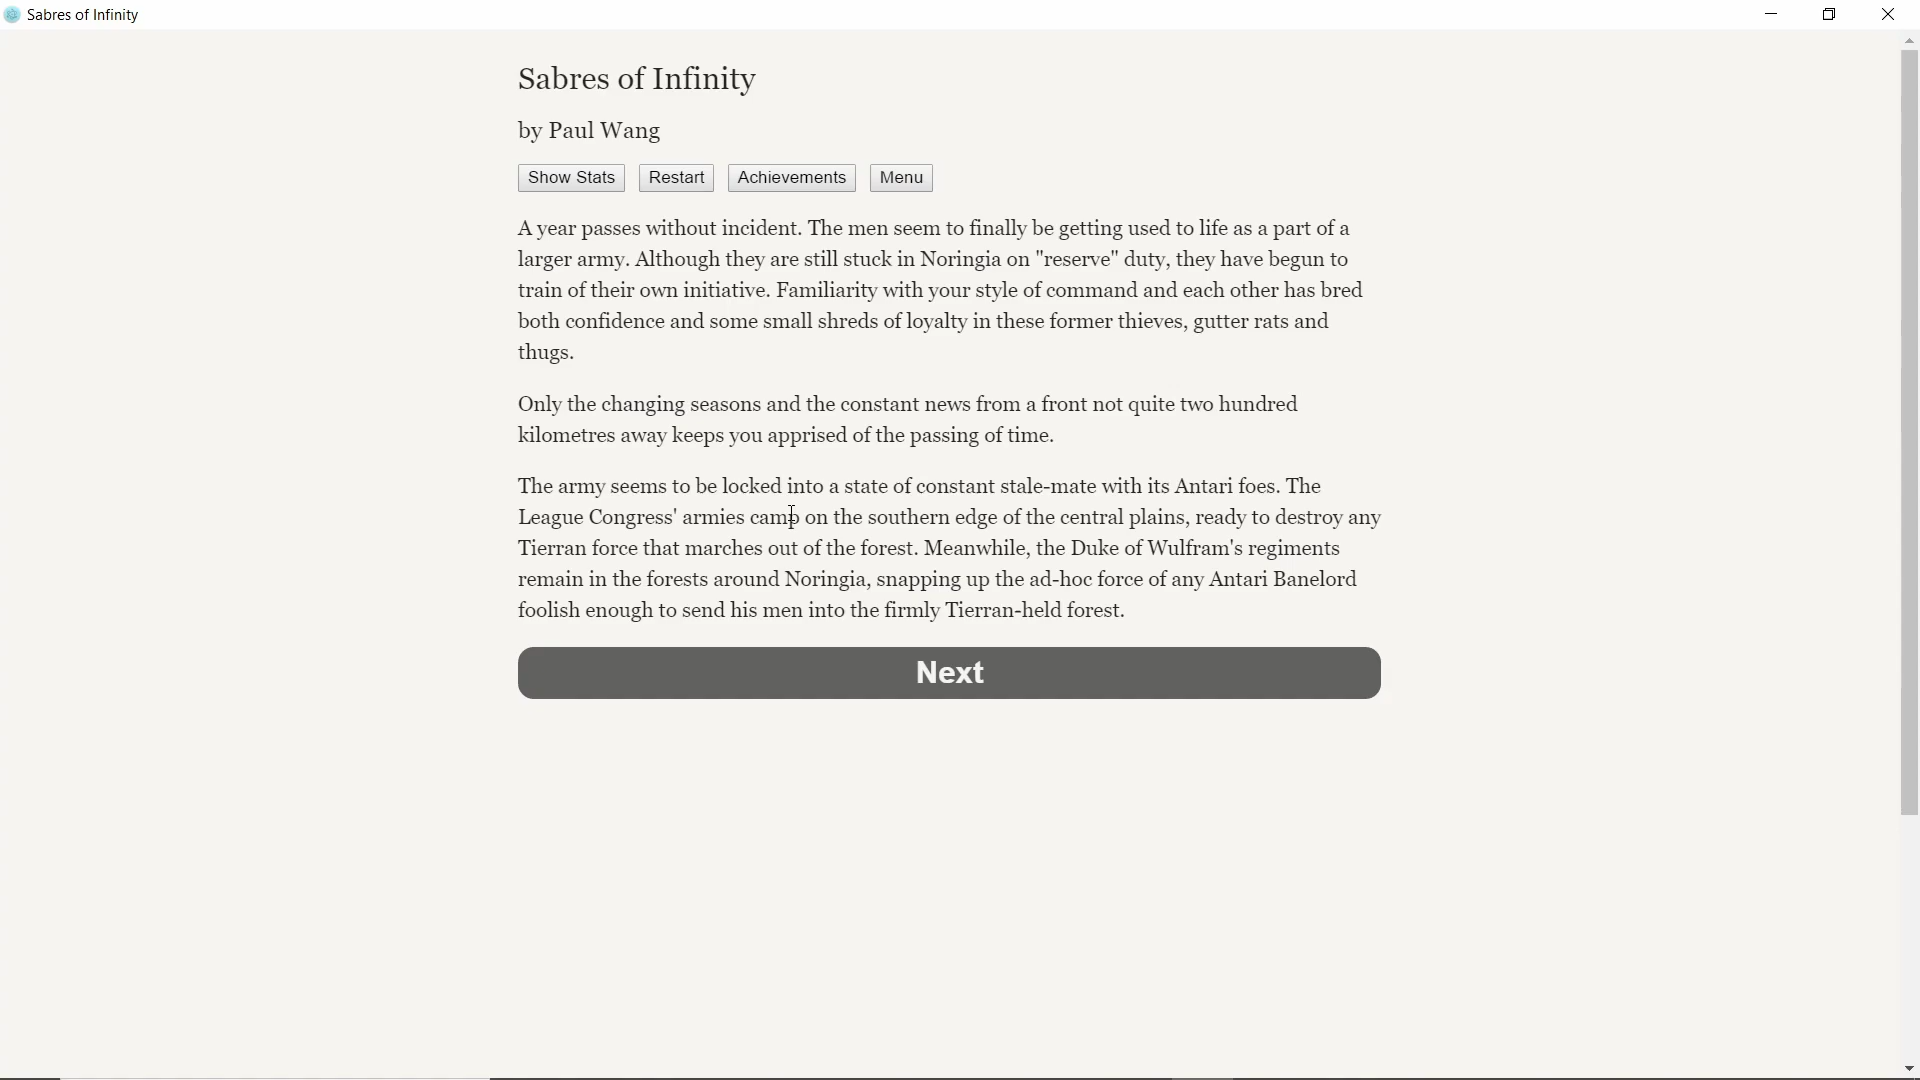 Sabres of Infinity
Sabres of Infinity
by Paul Wang
Show Stats Restart Achievements Menu
A year passes without incident. The men seem to finally be getting used to life as a part of a
larger army. Although they are still stuck in Noringia on "reserve" duty, they have begun to
train of their own initiative. Familiarity with your style of command and each other has bred
both confidence and some small shreds of loyalty in these former thieves, gutter rats and
thugs.
Only the changing seasons and the constant news from a front not quite two hundred
kilometres away keeps you apprised of the passing of time.
The army seems to be locked into a state of constant stale-mate with its Antari foes. The
League Congress' armies camp on the southern edge of the central plains, ready to destroy any
Tierran force that marches out of the forest. Meanwhile, the Duke of Wulfram's regiments
remain in the forests around Noringia, snapping up the ad-hoc force of any Antari Banelord
foolish enough to send his men into the firmly Tierran-held forest.
Next